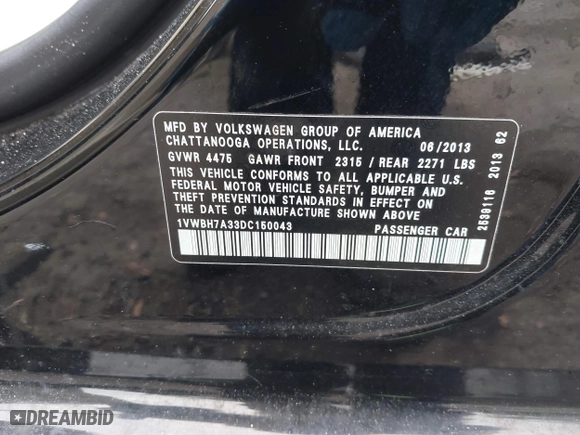 MFD BY VOLKSWAGEN GROUP OF AMERICA
CHATTANOOGA OPERATIONS, LLC. 06/2013
GVWR 4475 GAWR FRONT 2315 / REAR 2271 LBS
THIS VEHICLE CONFORMS TO ALL APPLICABLE U.S.
FEDERAL MOTOR VEHICLE SAFETY, BUMPER AND
THEFT PREVENTION STANDARDS IN EFFECT ON
THE DATE OF MANUFACTURE SHOWN ABOVE
1VWBH7A33DC150043 PASSENGER CAR
2539116 2013 62
DREAMBID